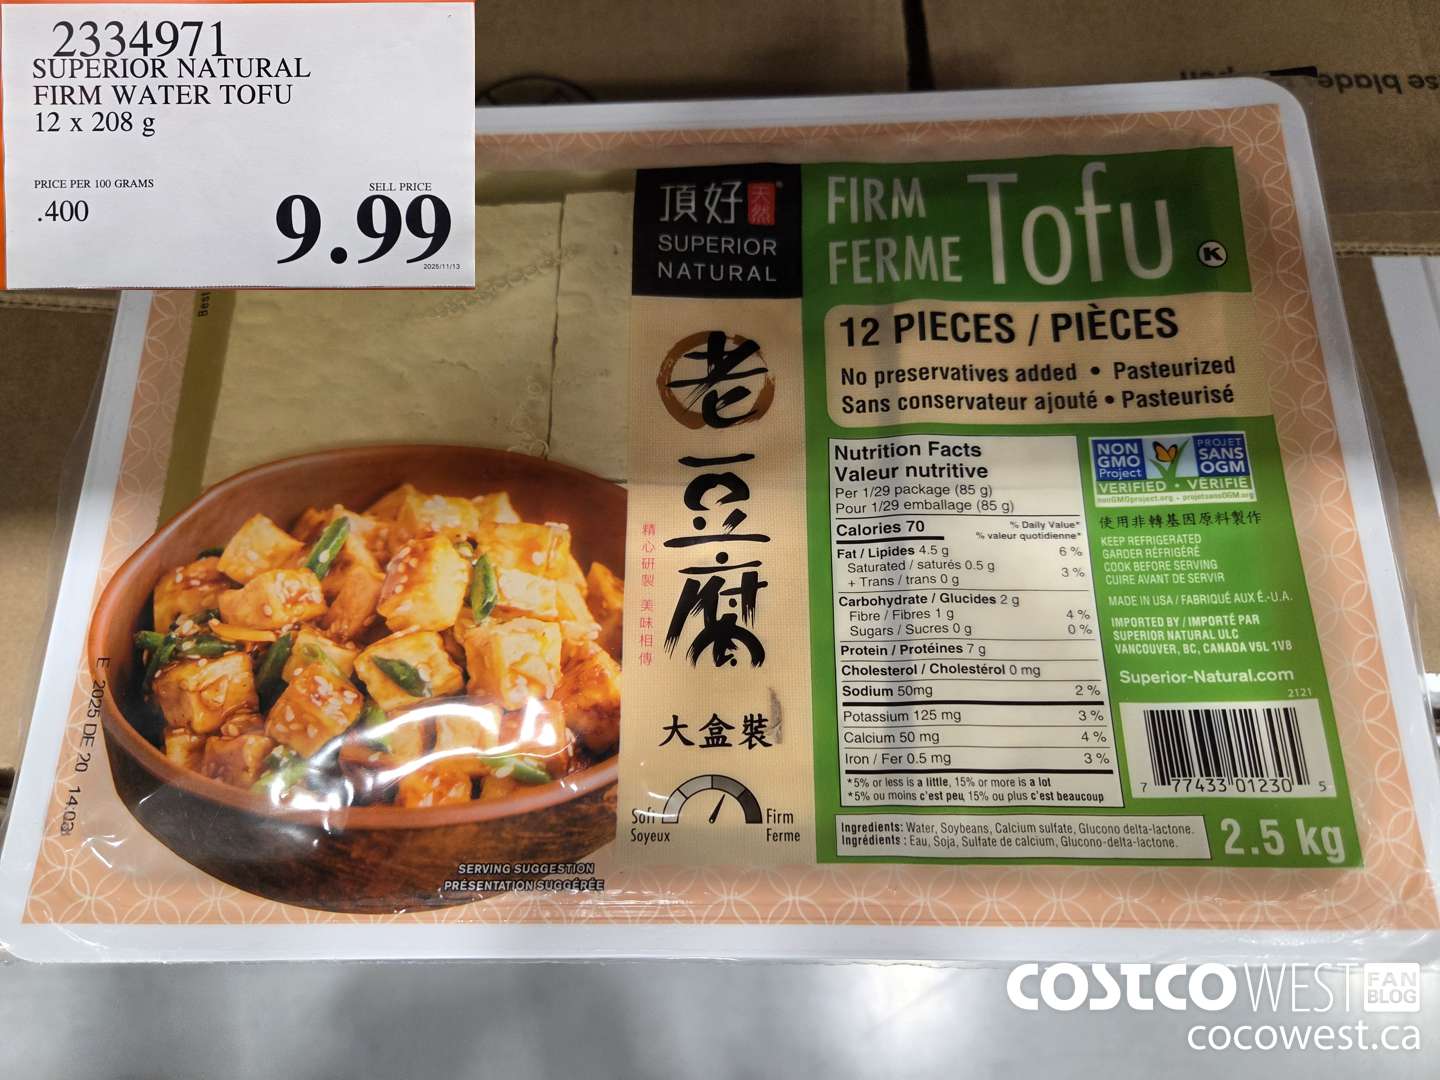 2334971
SUPERIOR NATURAL
FIRM WATER TOFU
12 x 208 g
PRICE PER 100 GRAMS
.400
SELL PRICE
9.99
2025/11/13
Best
頂好
天然
SUPERIOR
NATURAL
老豆腐
精心研製 美味相傳
大盒裝
Soft
Soyeux
Firm
Ferme
FIRM
FERME
Tofu
K
12 PIECES / PIÈCES
No preservatives added • Pasteurized
Sans conservateur ajouté • Pasteurisé
Nutrition Facts
Valeur nutritive
Per 1/29 package (85 g)
Pour 1/29 emballage (85 g)
Calories 70
% Daily Value*
% valeur quotidienne*
Fat / Lipides 4.5 g 6 %
Saturated / saturés 0.5 g
+ Trans / trans 0 g 3 %
Carbohydrate / Glucides 2 g
Fibre / Fibres 1 g 4 %
Sugars / Sucres 0 g 0 %
Protein / Protéines 7 g
Cholesterol / Cholestérol 0 mg
Sodium 50mg 2 %
Potassium 125 mg 3 %
Calcium 50 mg 4 %
Iron / Fer 0.5 mg 3 %
*5% or less is a little, 15% or more is a lot
*5% ou moins c'est peu, 15% ou plus c'est beaucoup
Ingredients: Water, Soybeans, Calcium sulfate, Glucono delta-lactone.
Ingrédients : Eau, Soja, Sulfate de calcium, Glucono-delta-lactone.
NON
GMO
Project
PROJET
SANS
OGM
VERIFIED • VÉRIFIÉ
nonGMOproject.org • projetsansOGM.org
使用非轉基因原料製作
KEEP REFRIGERATED
GARDER RÉFRIGÉRÉ
COOK BEFORE SERVING
CUIRE AVANT DE SERVIR
MADE IN USA / FABRIQUÉ AUX É.-U.A.
IMPORTED BY / IMPORTÉ PAR
SUPERIOR NATURAL ULC
VANCOUVER, BC, CANADA V5L 1V8
Superior-Natural.com
2121
7 77433 01230 5
2.5 kg
E 2025 DE 20 14:03
SERVING SUGGESTION
PRÉSENTATION SUGGÉRÉE
COSTCO WEST FAN BLOG
cocowest.ca